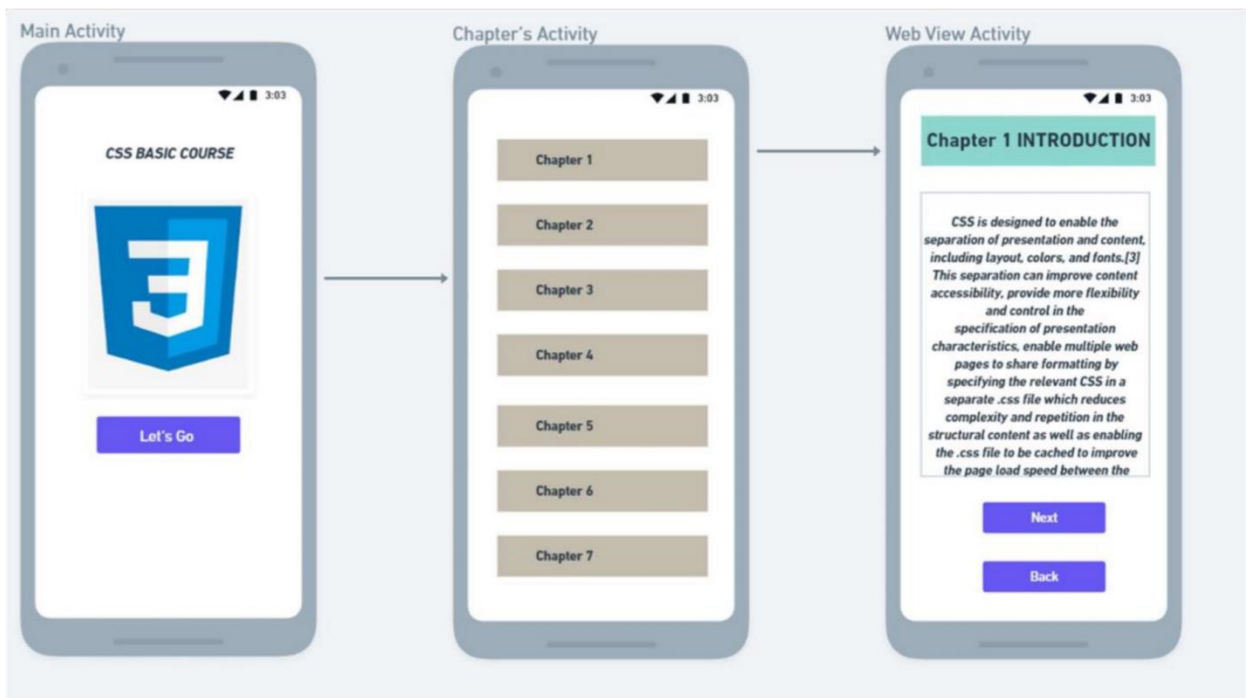 Main Activity
3:03
CSS BASIC COURSE
3
Let's Go
Chapter's Activity
3:03
Chapter 1
Chapter 2
Chapter 3
Chapter 4
Chapter 5
Chapter 6
Chapter 7
Web View Activity
3:03
Chapter 1 INTRODUCTION
CSS is designed to enable the
separation of presentation and content,
including layout, colors, and fonts.[3]
This separation can improve content
accessibility, provide more flexibility
and control in the
specification of presentation
characteristics, enable multiple web
pages to share formatting by
specifying the relevant CSS in a
separate .css file which reduces
complexity and repetition in the
structural content as well as enabling
the .css file to be cached to improve
the page load speed between the
Next
Back